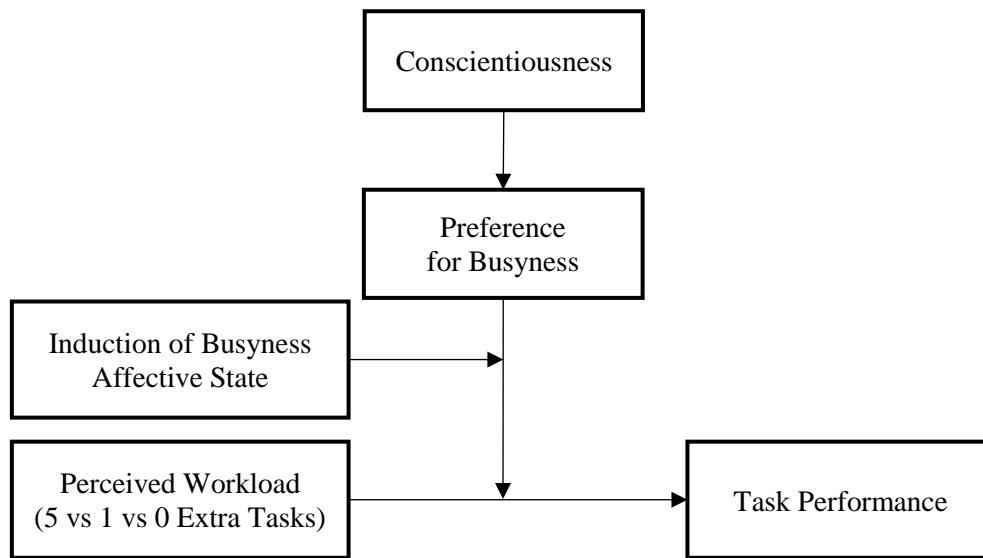 Conscientiousness
Preference
for Busyness
Induction of Busyness
Affective State
Perceived Workload
(5 vs 1 vs 0 Extra Tasks)
Task Performance